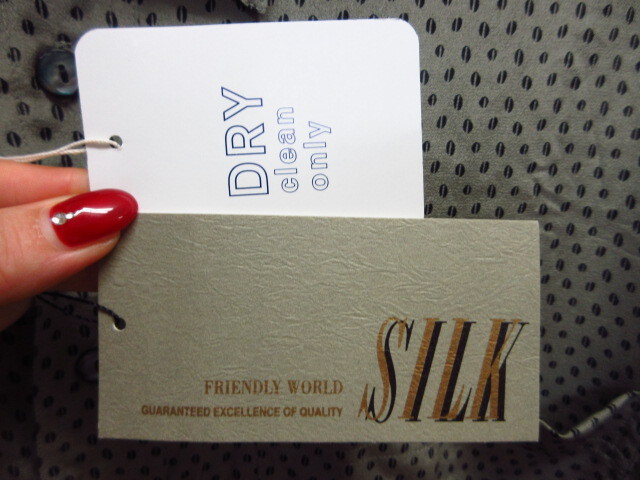 DRY
clean
only
SILK
FRIENDLY WORLD
GUARANTEED EXCELLENCE OF QUALITY